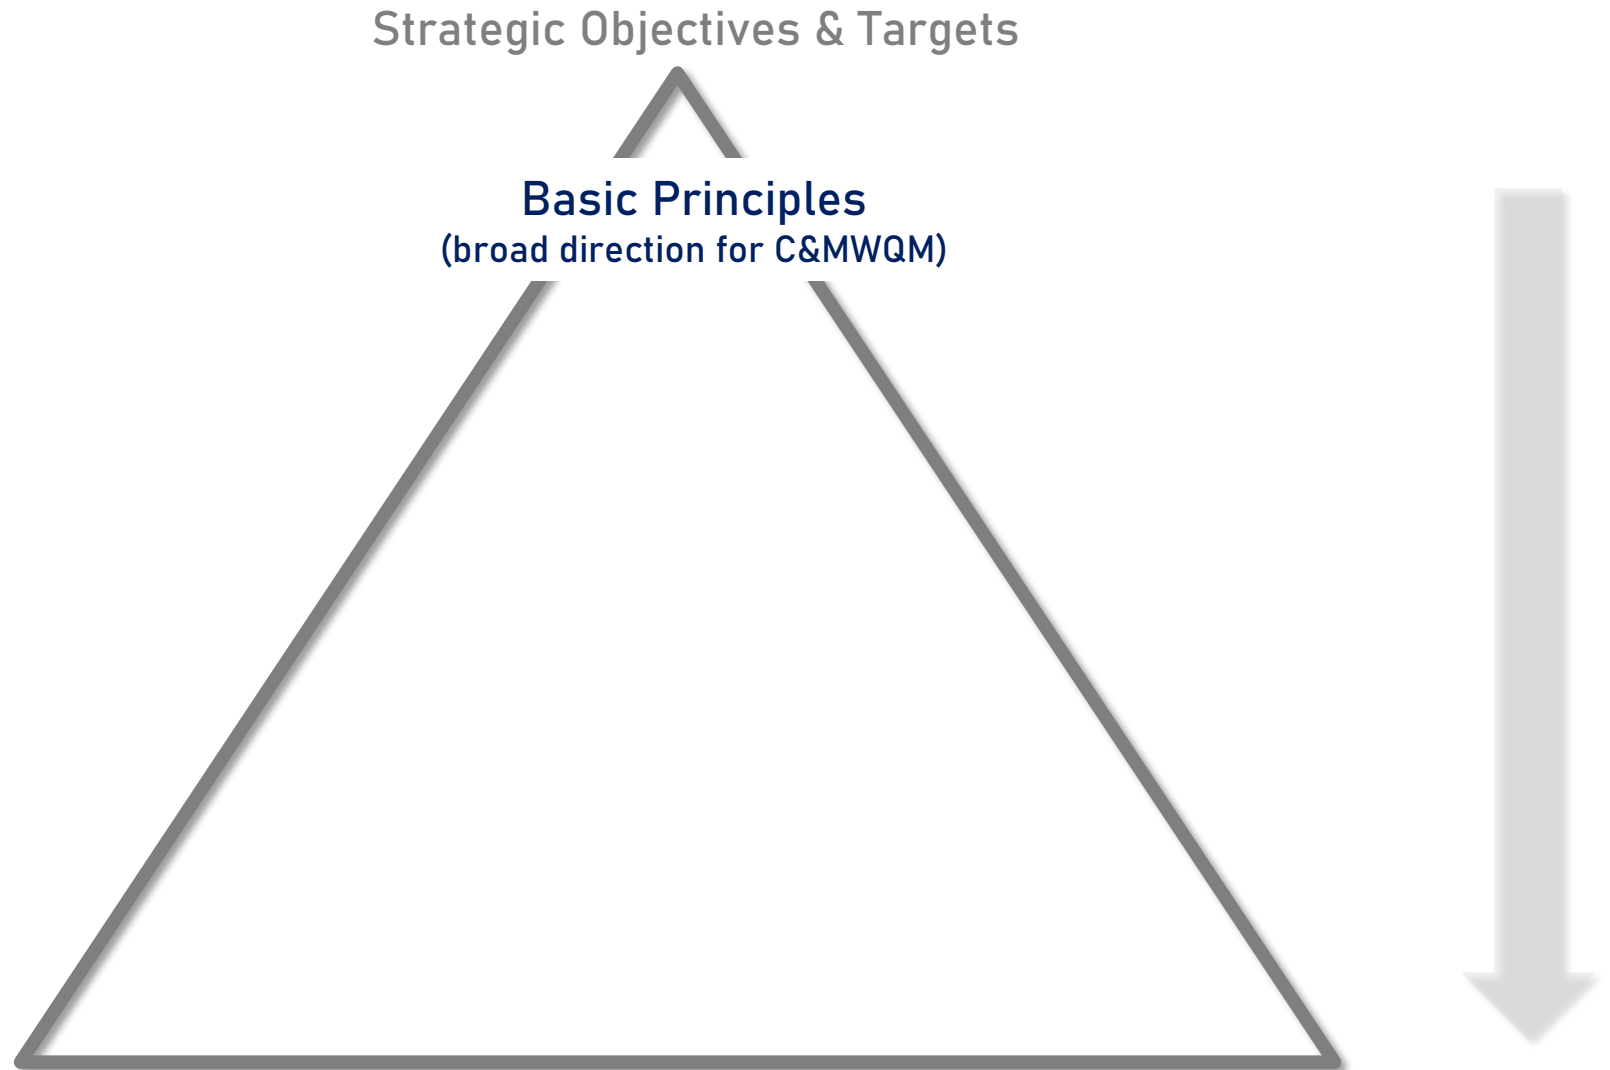 Strategic Objectives & Targets
Basic Principles
(broad direction for C&MWQM)